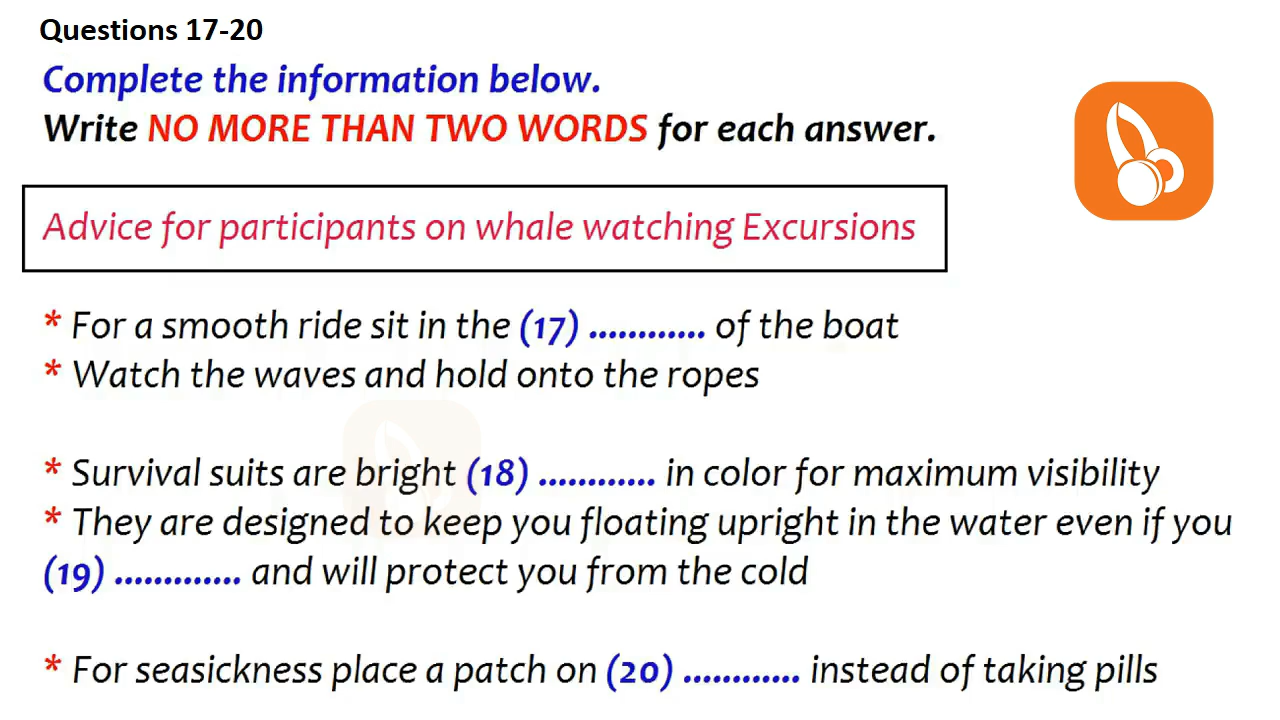 Questions 17-20
Complete the information below.
Write NO MORE THAN TWO WORDS for each answer.
Advice for participants on whale watching Excursions
* For a smooth ride sit in the (17) ............ of the boat
* Watch the waves and hold onto the ropes
* Survival suits are bright (18) ............ in color for maximum visibility
* They are designed to keep you floating upright in the water even if you
(19) ............. and will protect you from the cold
* For seasickness place a patch on (20) ............ instead of taking pills